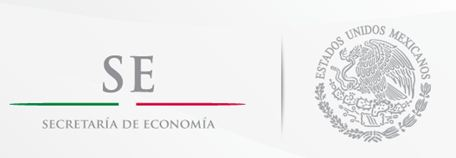 SE
SECRETARÍA DE ECONOMÍA
ESTADOS UNIDOS MEXICANOS